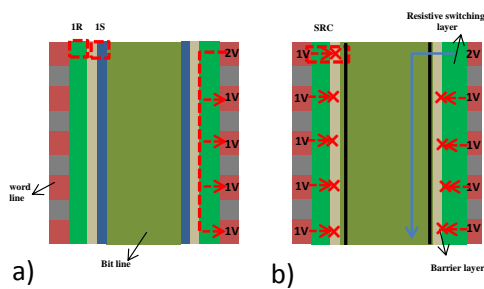 1R
1S
2V
1V
1V
1V
1V
word
line
Bit line
a)
SRC
Resistive switching
layer
1V
1V
1V
1V
1V
2V
1V
1V
1V
1V
Barrier layer
b)